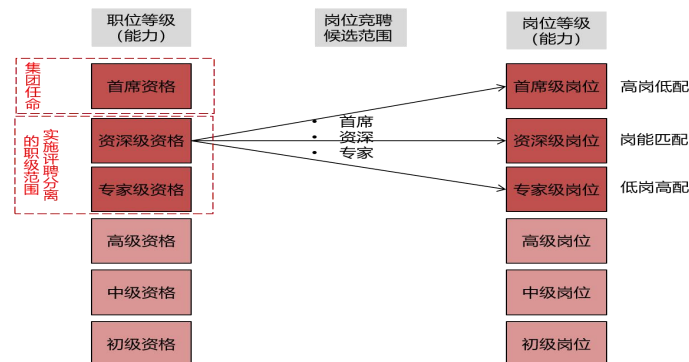 职位等级
(能力)
岗位竞聘
候选范围
岗位等级
(能力)
集团任命
首席资格
首席级岗位
高岗低配
• 首席
• 资深
• 专家
实施评聘分离
的职级范围
资深级资格
资深级岗位
岗能匹配
专家级资格
专家级岗位
低岗高配
高级资格
高级岗位
中级资格
中级岗位
初级资格
初级岗位